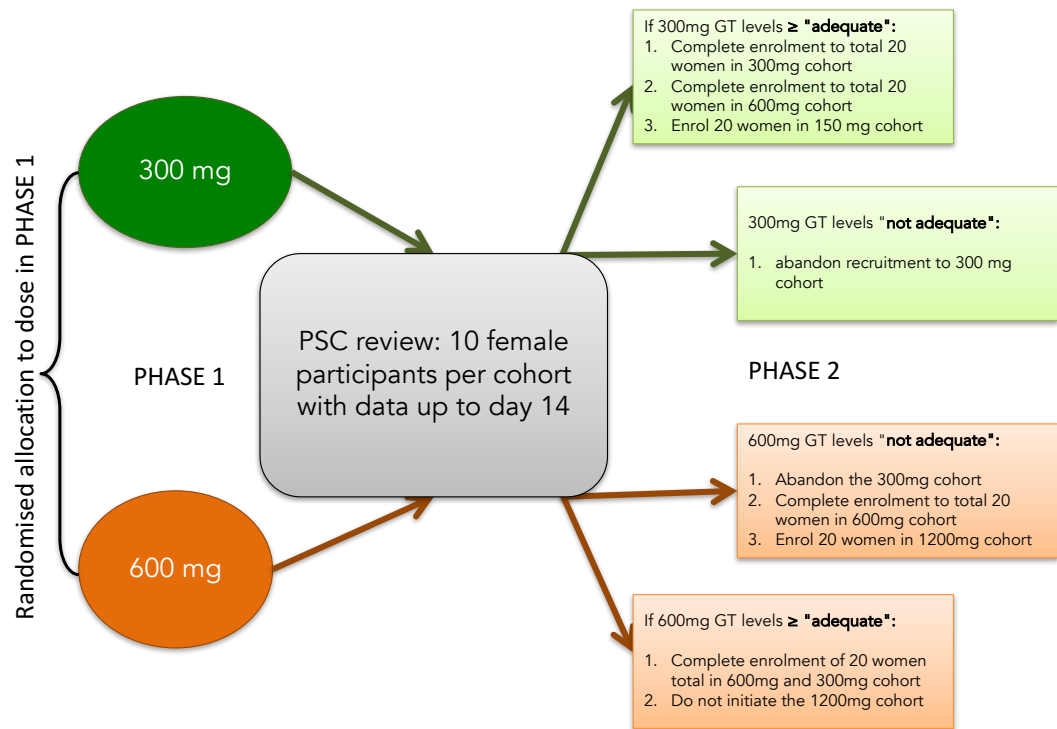 Randomised allocation to dose in PHASE 1
300 mg
PHASE 1
600 mg
PSC review: 10 female
participants per cohort
with data up to day 14
If 300mg GT levels ≥ "adequate":
1. Complete enrolment to total 20
women in 300mg cohort
2. Complete enrolment to total 20
women in 600mg cohort
3. Enrol 20 women in 150 mg cohort
300mg GT levels "not adequate":
1. abandon recruitment to 300 mg
cohort
PHASE 2
600mg GT levels "not adequate":
1. Abandon the 300mg cohort
2. Complete enrolment to total 20
women in 600mg cohort
3. Enrol 20 women in 1200mg cohort
If 600mg GT levels ≥ "adequate":
1. Complete enrolment of 20 women
total in 600mg and 300mg cohort
2. Do not initiate the 1200mg cohort